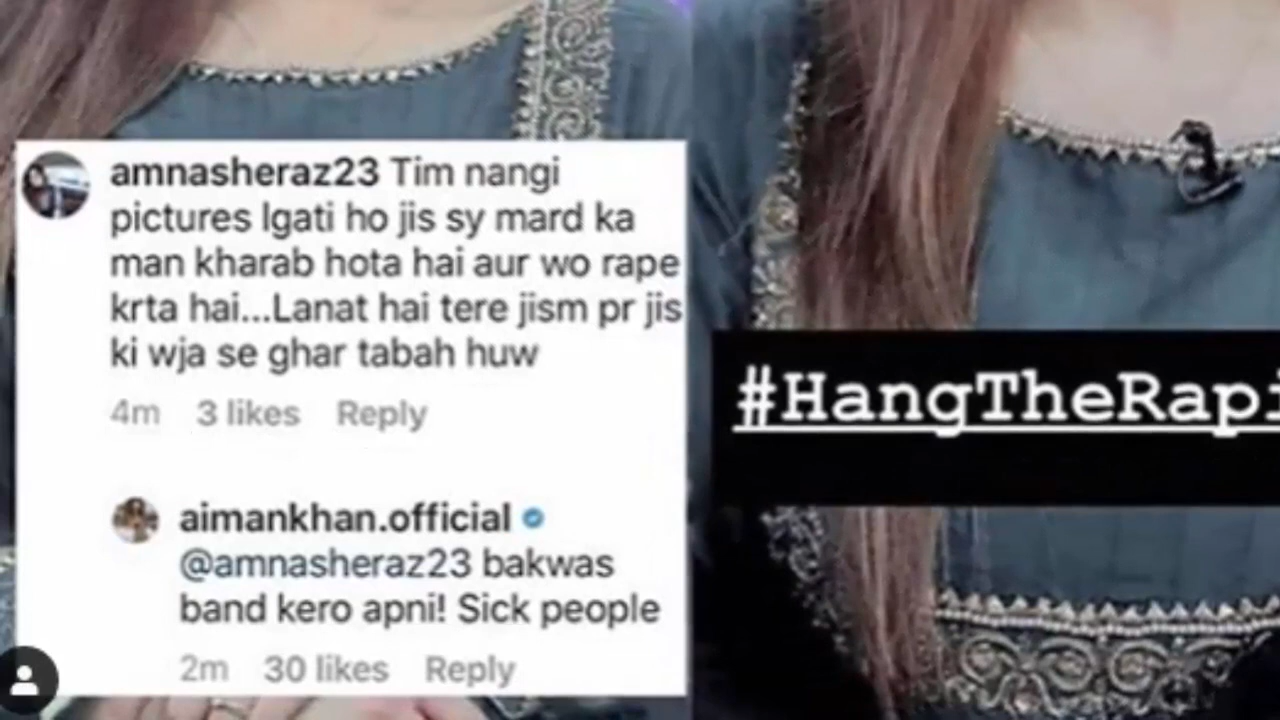 amnasheraz23 Tim nangi
pictures lgati ho jis sy mard ka
man kharab hota hai aur wo rape
krta hai...Lanat hai tere jism pr jis
ki wja se ghar tabah huw
4m 3 likes Reply
aimankhan.official
@amnasheraz23 bakwas
band kero apni! Sick people
2m 30 likes Reply
#HangTheRapi